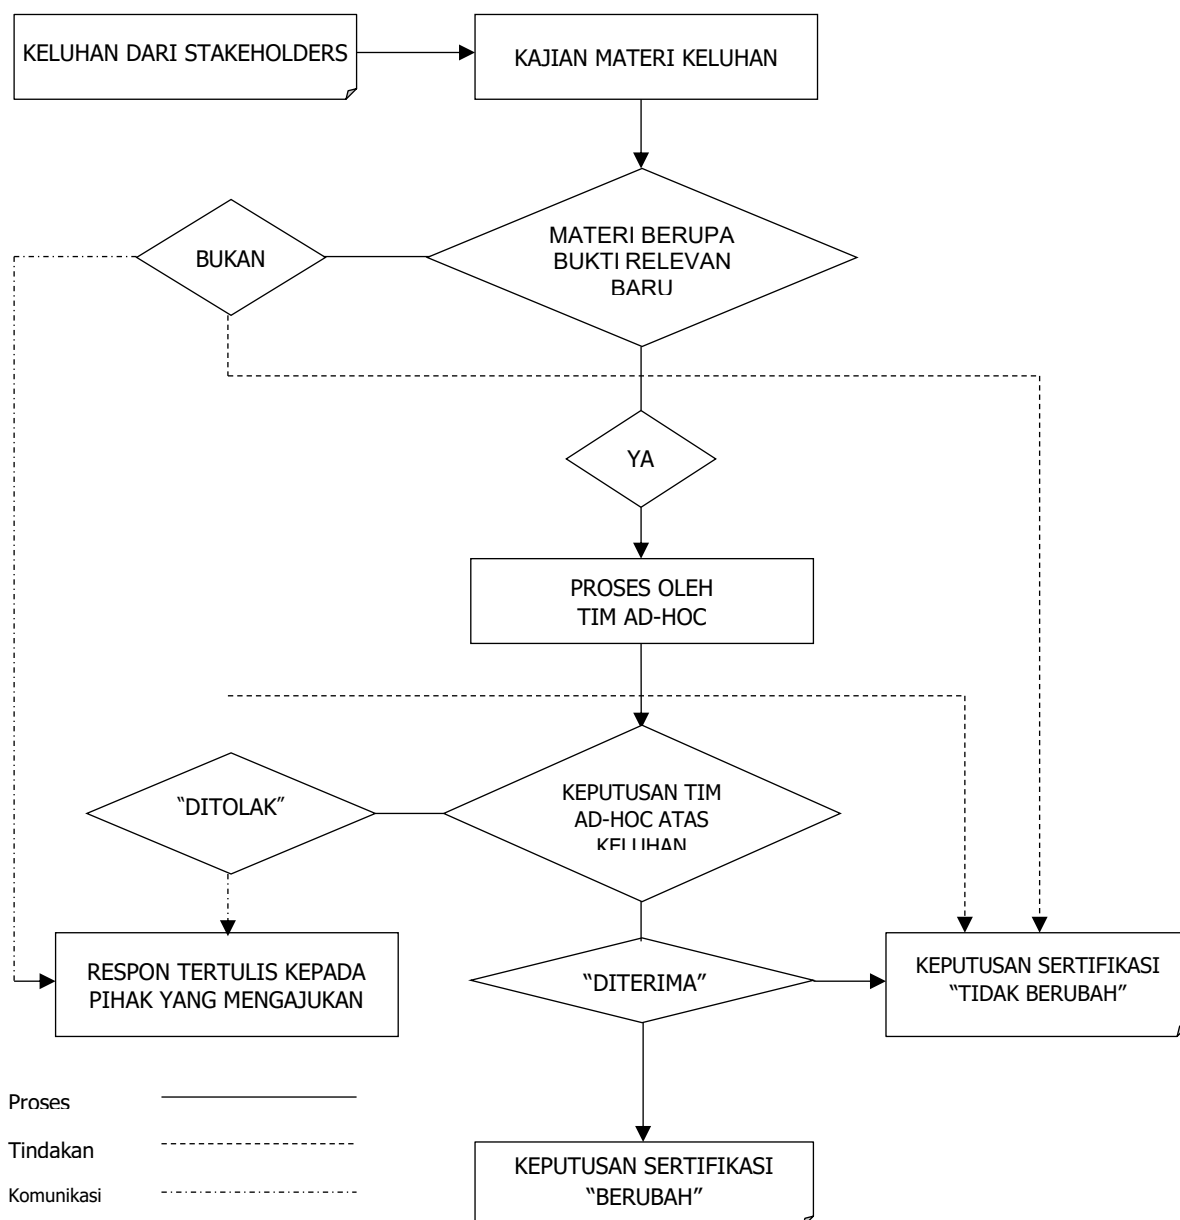 KELUHAN DARI STAKEHOLDERS
KAJIAN MATERI KELUHAN
MATERI BERUPA
BUKTI RELEVAN
BARU
BUKAN
YA
PROSES OLEH
TIM AD-HOC
"DITOLAK"
KEPUTUSAN TIM
AD-HOC ATAS
KELUHAN
RESPON TERTULIS KEPADA
PIHAK YANG MENGAJUKAN
"DITERIMA"
KEPUTUSAN SERTIFIKASI
"TIDAK BERUBAH"
Proses
Tindakan
Komunikasi
KEPUTUSAN SERTIFIKASI
"BERUBAH"